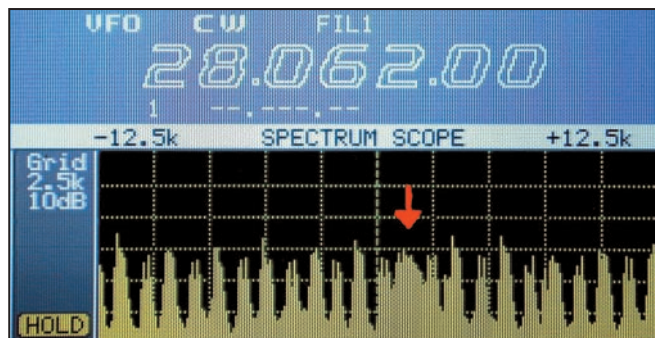 VFO CW FIL1
28.062.00
1 --.---.--
-12.5k SPECTRUM SCOPE +12.5k
Grid
2.5k
10dB
HOLD